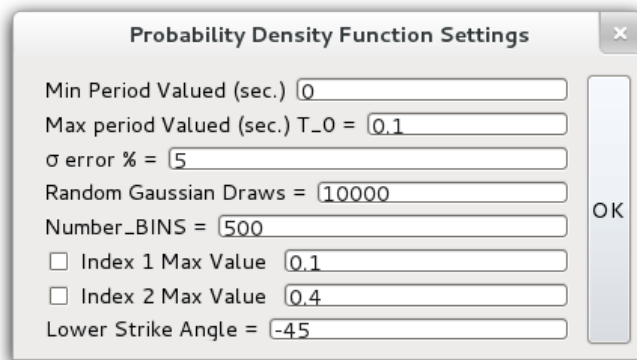 Probability Density Function Settings ×
Min Period Valued (sec.) 0
Max period Valued (sec.) T_0 = 0.1
σ error % = 5
Random Gaussian Draws = 10000
Number_BINS = 500
Index 1 Max Value 0.1
Index 2 Max Value 0.4
Lower Strike Angle = -45
OK